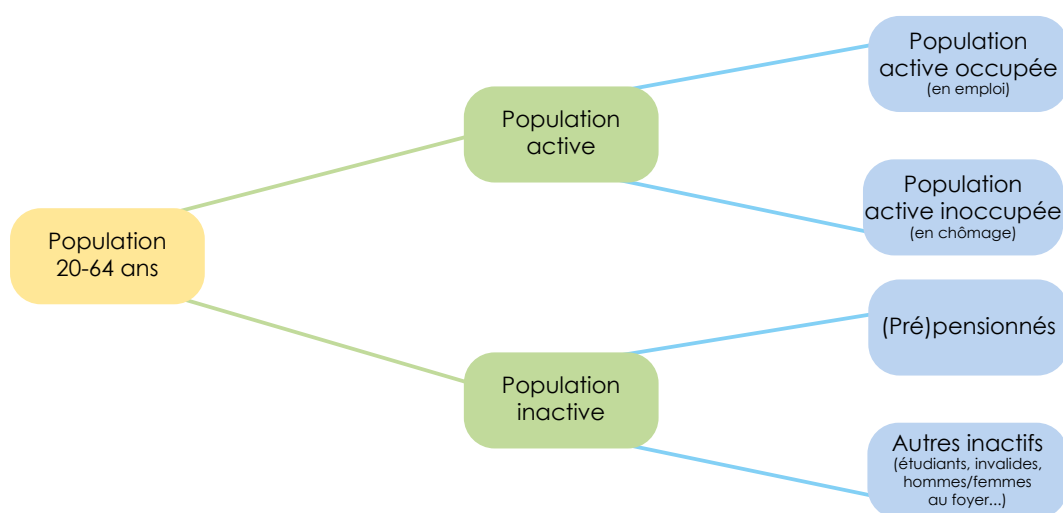 Population
20-64 ans
Population
active
Population
inactive
Population
active occupée
(en emploi)
Population
active inoccupée
(en chômage)
(Pré)pensionnés
Autres inactifs
(étudiants, invalides,
hommes/femmes
au foyer...)